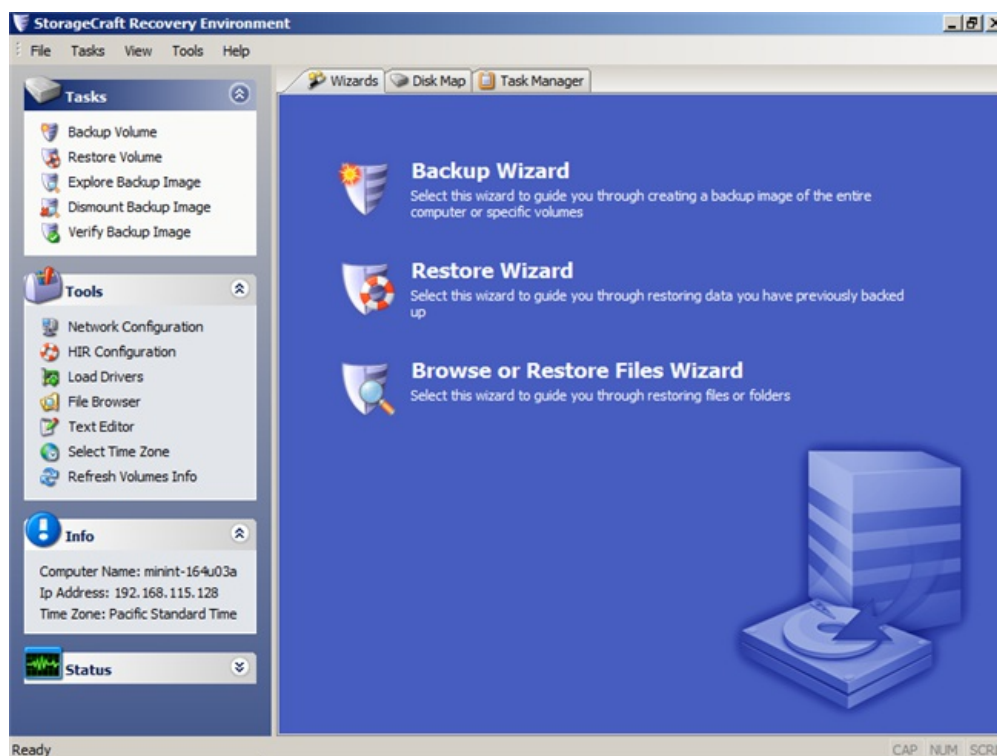 StorageCraft Recovery Environment
File Tasks View Tools Help
Tasks
Backup Volume
Restore Volume
Explore Backup Image
Dismount Backup Image
Verify Backup Image
Tools
Network Configuration
HIR Configuration
Load Drivers
File Browser
Text Editor
Select Time Zone
Refresh Volumes Info
Info
Computer Name: minint-164u03a
Ip Address: 192.168.115.128
Time Zone: Pacific Standard Time
Status
Wizards Disk Map Task Manager
Backup Wizard
Select this wizard to guide you through creating a backup image of the entire
computer or specific volumes
Restore Wizard
Select this wizard to guide you through restoring data you have previously backed
up
Browse or Restore Files Wizard
Select this wizard to guide you through restoring files or folders
Ready
CAP NUM SCR